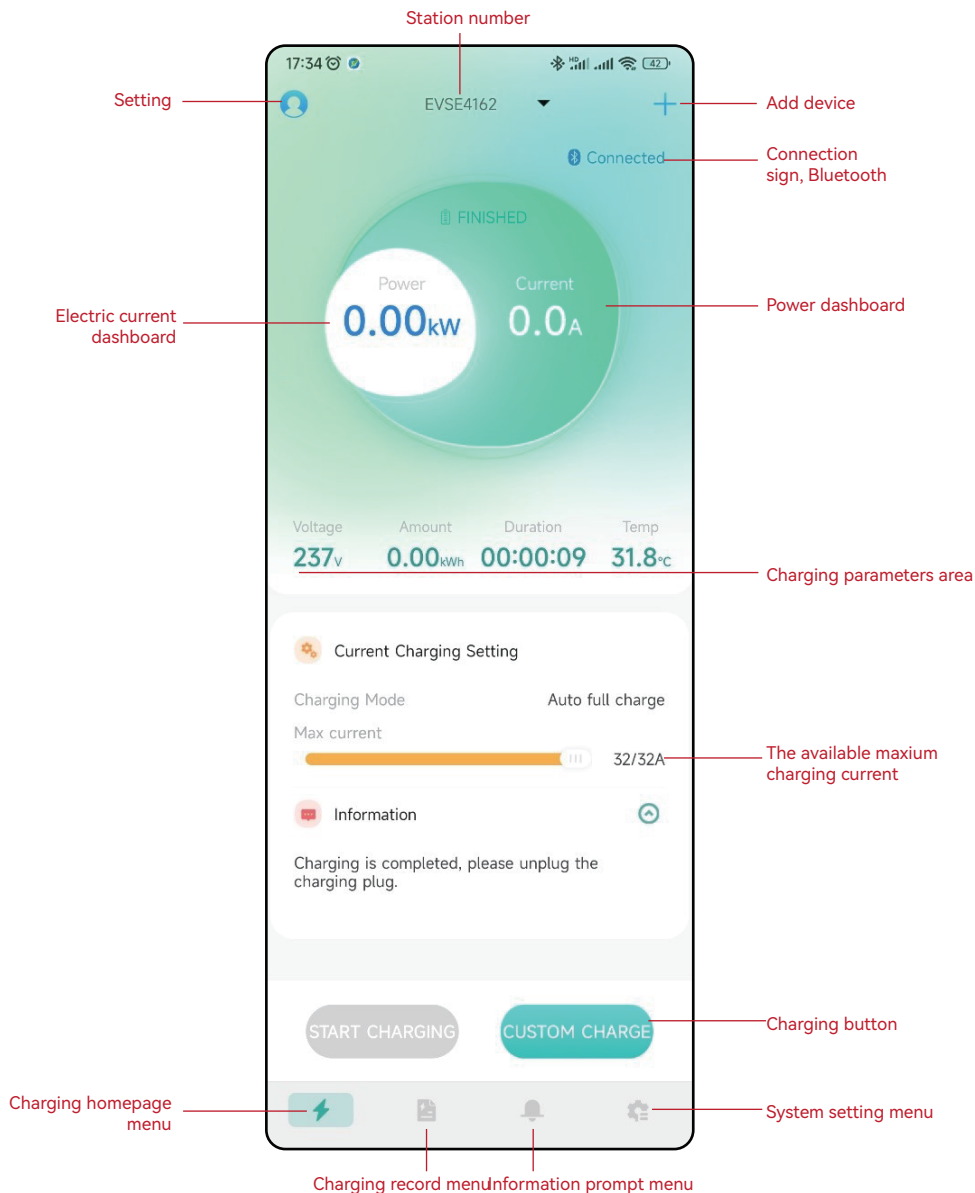 Station number
17:34
HD
42
Setting
EVSE4162
Add device
Connected
Connection
sign, Bluetooth
FINISHED
Power
Current
0.00kW
0.0A
Electric current
dashboard
Power dashboard
Voltage
Amount
Duration
Temp
237V
0.00kWh
00:00:09
31.8°C
Charging parameters area
Current Charging Setting
Charging Mode
Auto full charge
Max current
32/32A
The available maxium
charging current
Information
Charging is completed, please unplug the
charging plug.
START CHARGING
CUSTOM CHARGE
Charging button
Charging homepage
menu
System setting menu
Charging record menu
Information prompt menu